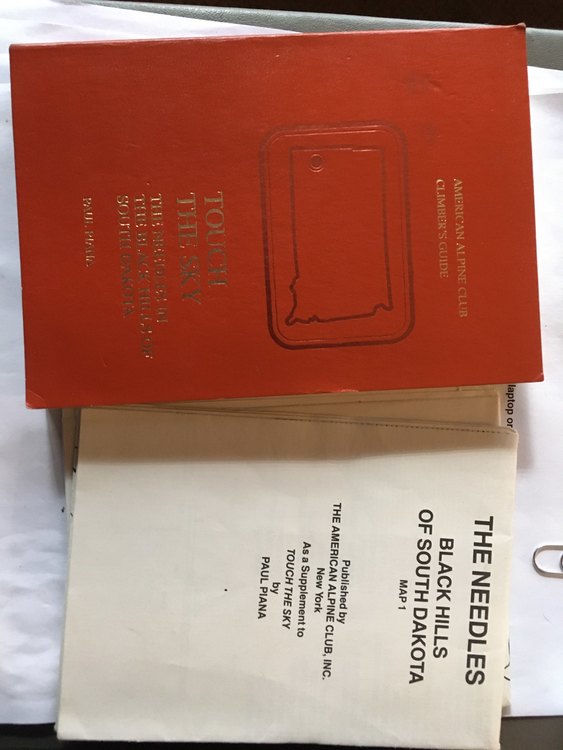 AMERICAN ALPINE CLUB
CLIMBER'S GUIDE
TOUCH
THE SKY
THE NEEDLES IN
THE BLACK HILLS OF
SOUTH DAKOTA
PAUL PIANA
laptop or
THE NEEDLES
BLACK HILLS
OF SOUTH DAKOTA
MAP 1
Published by
THE AMERICAN ALPINE CLUB, INC.
New York
As a Supplement to
TOUCH THE SKY
by
PAUL PIANA